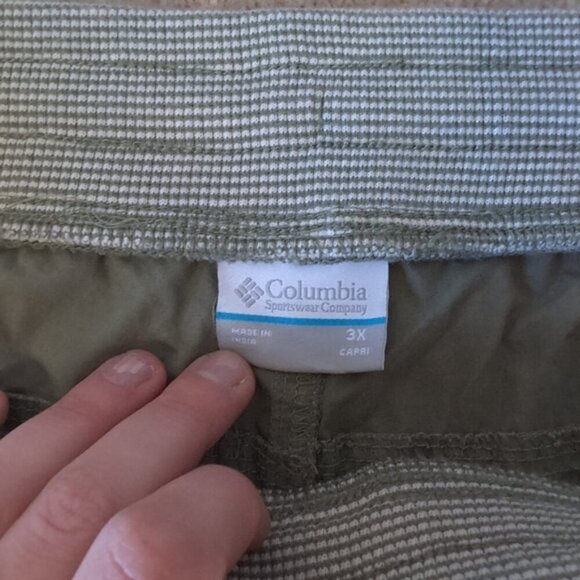 Columbia
Sportswear Company
MADE IN 3X
INDIA CAPRI